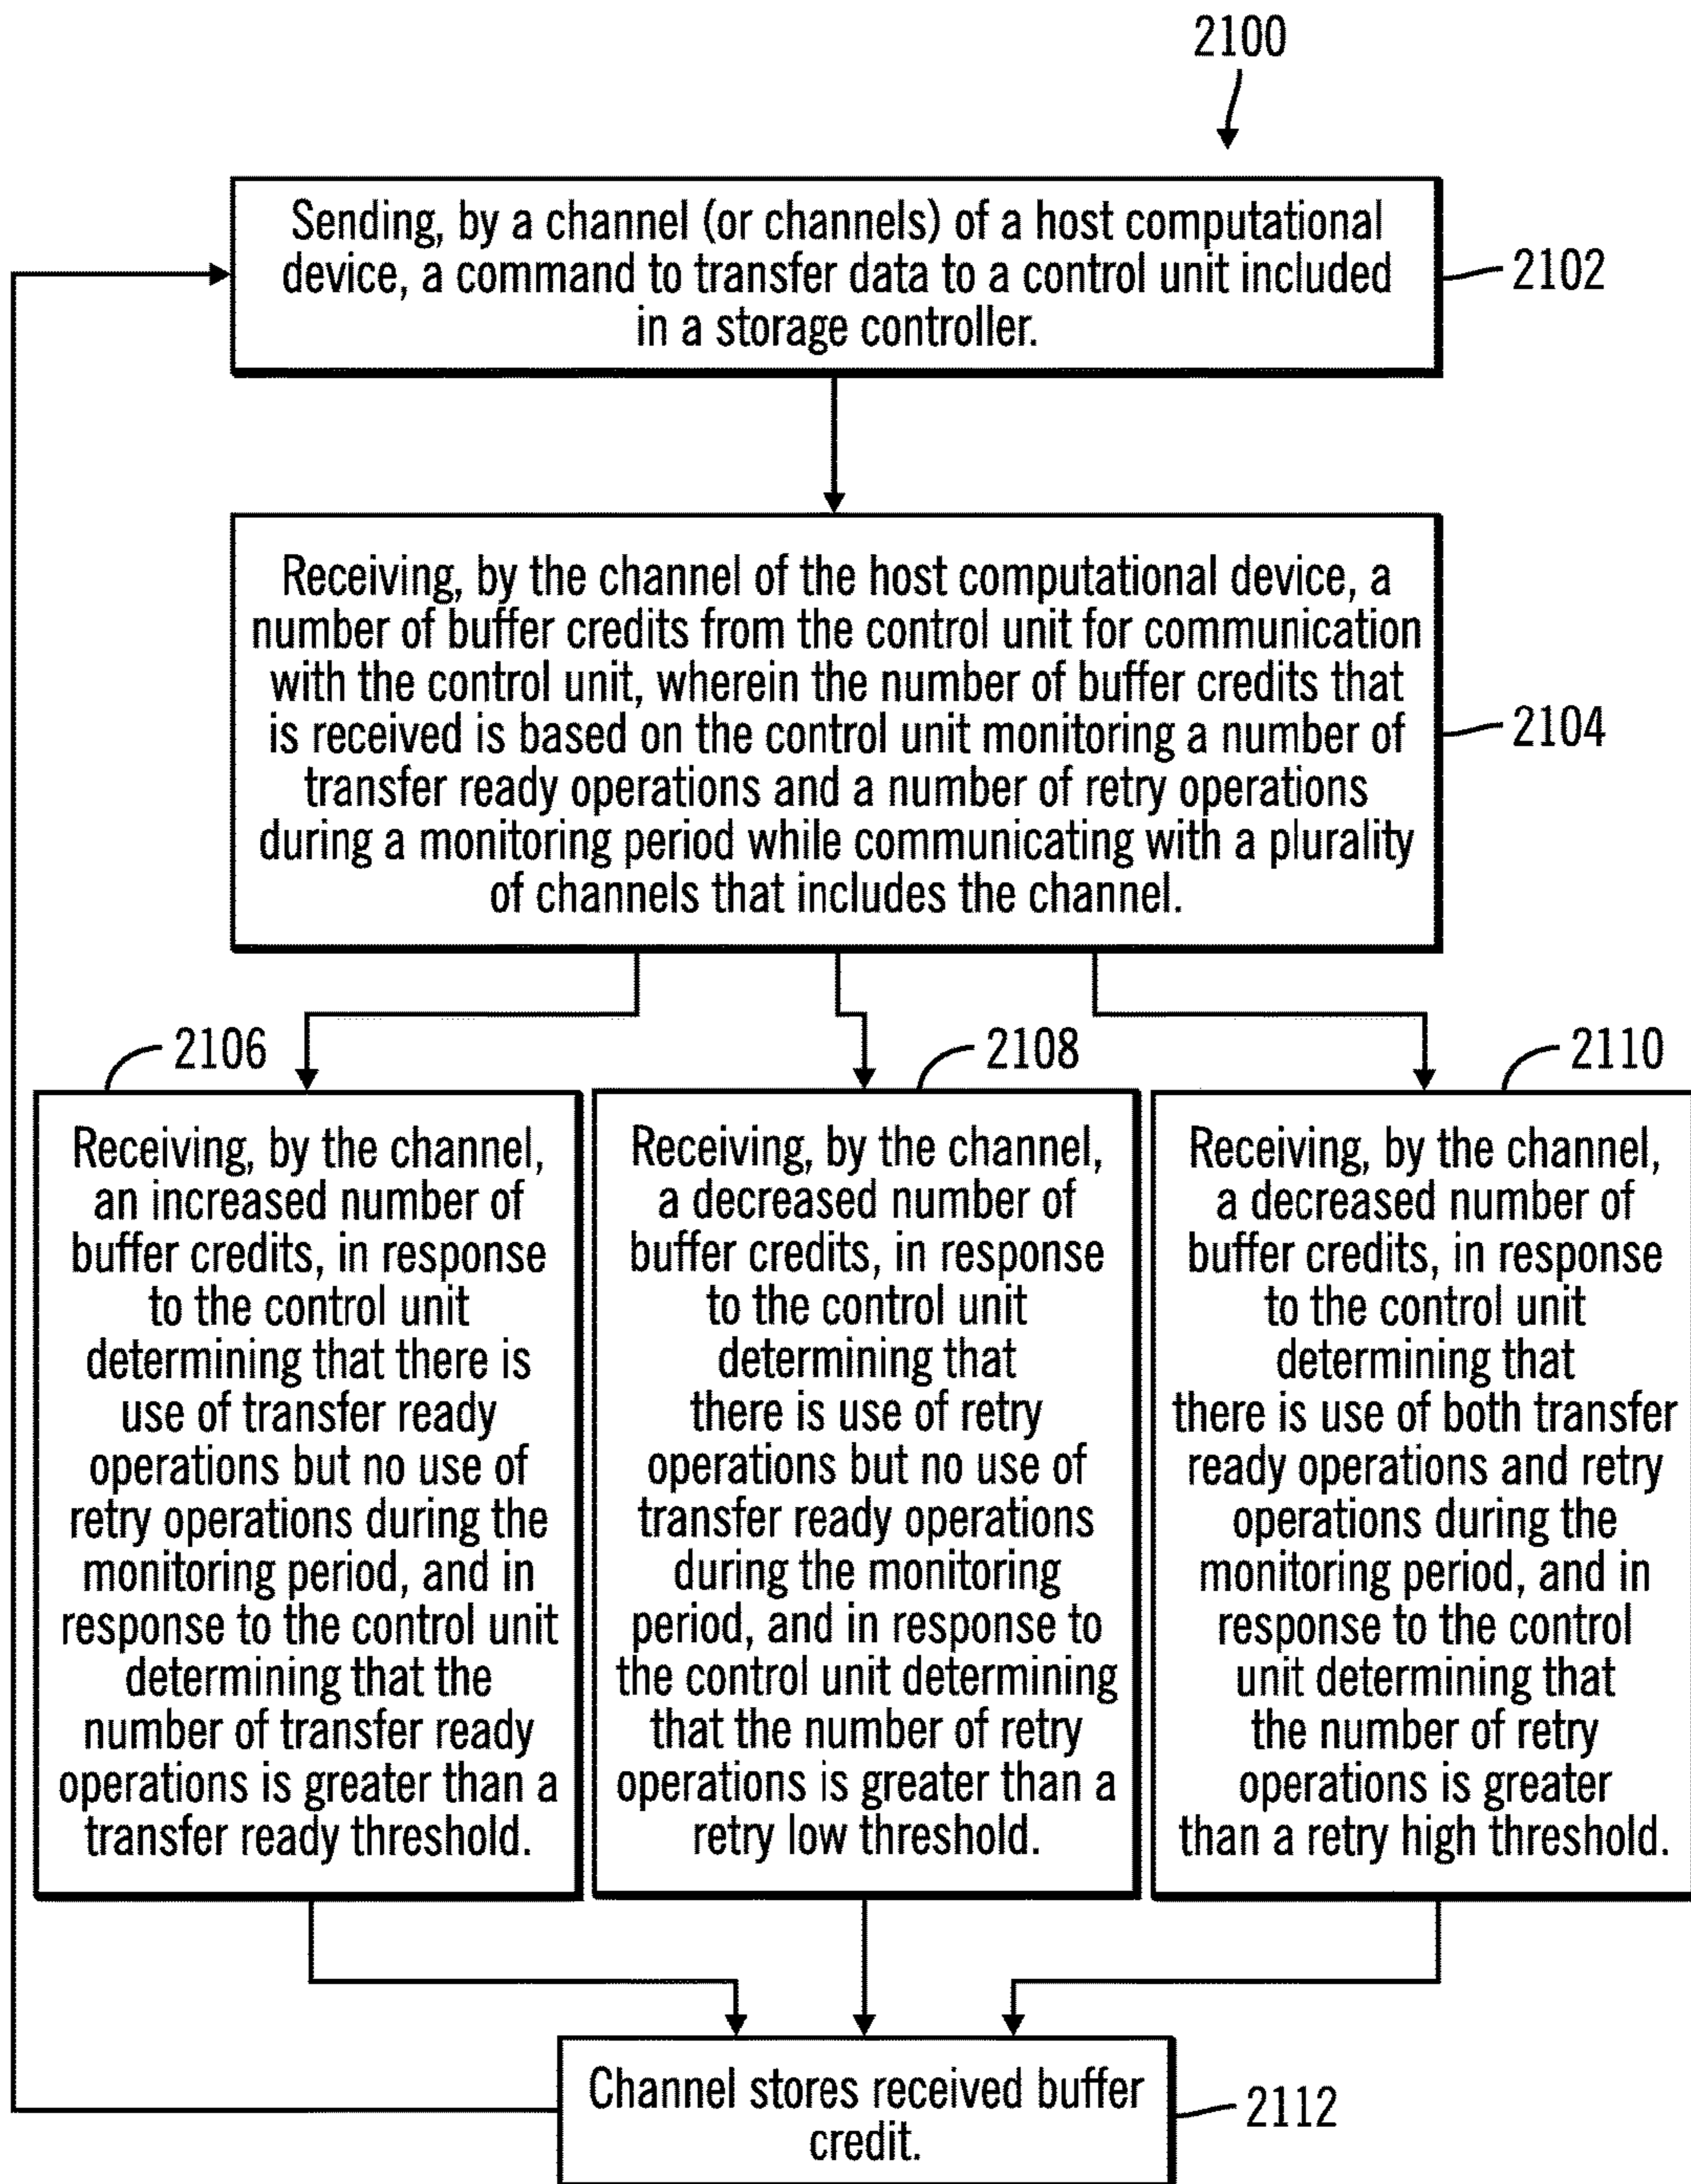 2100
Sending, by a channel (or channels) of a host computational
device, a command to transfer data to a control unit included
in a storage controller.
2102
Receiving, by the channel of the host computational device, a
number of buffer credits from the control unit for communication
with the control unit, wherein the number of buffer credits that
is received is based on the control unit monitoring a number of
transfer ready operations and a number of retry operations
during a monitoring period while communicating with a plurality
of channels that includes the channel.
2104
2106
Receiving, by the channel,
an increased number of
buffer credits, in response
to the control unit
determining that there is
use of transfer ready
operations but no use of
retry operations during the
monitoring period, and in
response to the control unit
determining that the
number of transfer ready
operations is greater than a
transfer ready threshold.
2108
Receiving, by the channel,
a decreased number of
buffer credits, in response
to the control unit
determining that
there is use of retry
operations but no use of
transfer ready operations
during the monitoring
period, and in response to
the control unit determining
that the number of retry
operations is greater than a
retry low threshold.
2110
Receiving, by the channel,
a decreased number of
buffer credits, in response
to the control unit
determining that
there is use of both transfer
ready operations and retry
operations during the
monitoring period, and in
response to the control
unit determining that
the number of retry
operations is greater
than a retry high threshold.
Channel stores received buffer
credit.
2112